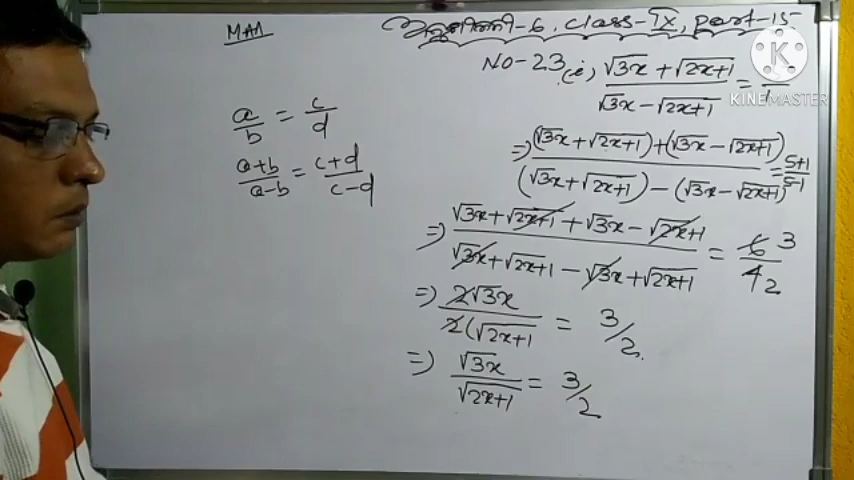 MAM
অনুশীলনী-6, class-IX, part-15
NO-23 (i), (√3x + √2x+1) / (√3x - √2x+1) =
KINEMASTER
a/b = c/d
(a+b)/(a-b) = (c+d)/(c-d)
⇒ ((√3x+√2x+1)+(√3x-√2x+1)) / ((√3x+√2x+1)-(√3x-√2x+1)) = (5+1)/(5-1)
⇒ (√3x+√2x+1+√3x-√2x+1) / (√3x+√2x+1-√3x+√2x+1) = 6 3 / 4 2
⇒ 2√3x / 2(√2x+1 = 3/2.
⇒ √3x / √2x+1 = 3/2